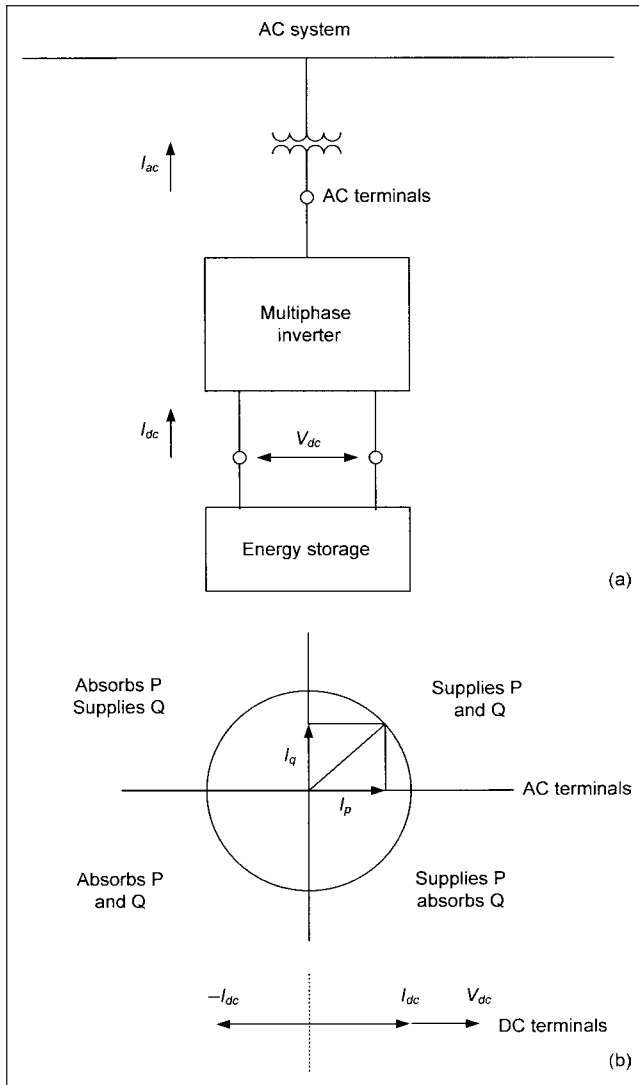 AC system
I_ac
AC terminals
Multiphase
inverter
I_dc
V_dc
Energy storage
(a)
Absorbs P
Supplies Q
Supplies P
and Q
I_q
I_p
AC terminals
Absorbs P
and Q
Supplies P
absorbs Q
–I_dc
I_dc
V_dc
DC terminals
(b)